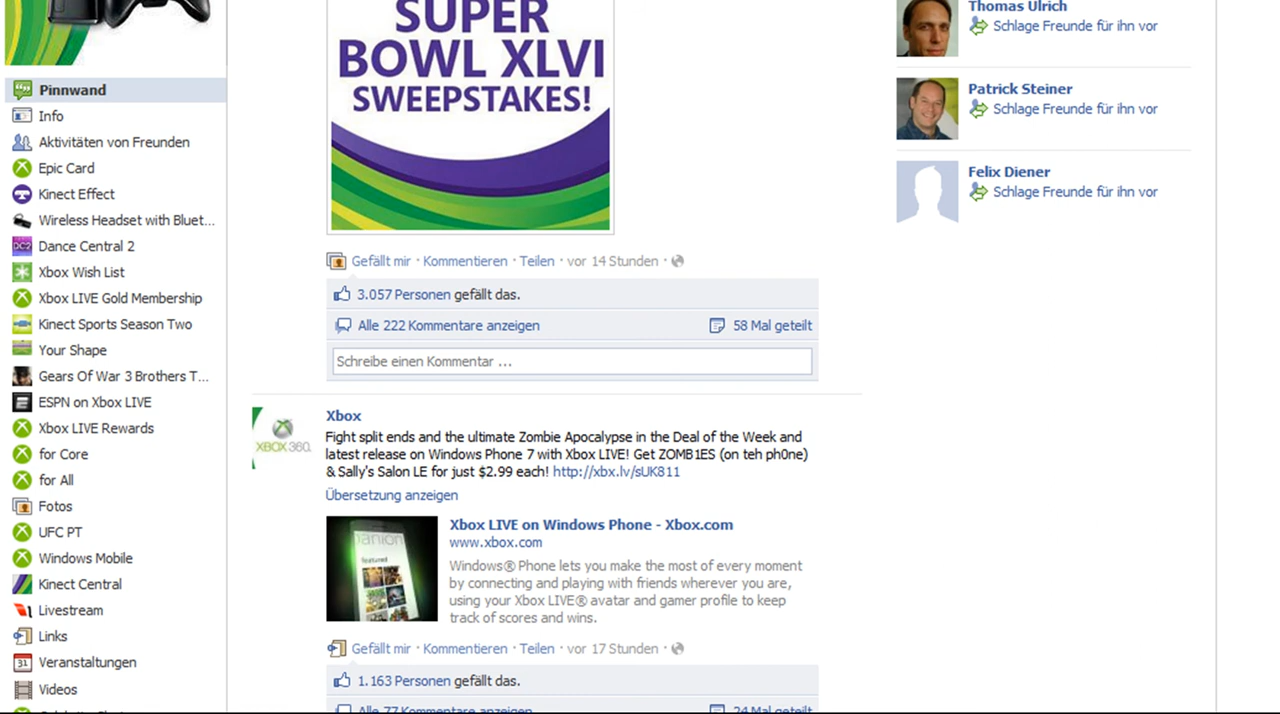 Pinnwand
Info
Aktivitäten von Freunden
Epic Card
Kinect Effect
Wireless Headset with Bluet...
Dance Central 2
Xbox Wish List
Xbox LIVE Gold Membership
Kinect Sports Season Two
Your Shape
Gears Of War 3 Brothers T...
ESPN on Xbox LIVE
Xbox LIVE Rewards
for Core
for All
Fotos
UFC PT
Windows Mobile
Kinect Central
Livestream
Links
Veranstaltungen
Videos
SUPER
BOWL XLVI
SWEEPSTAKES!
Gefällt mir · Kommentieren · Teilen · vor 14 Stunden ·
3.057 Personen gefällt das.
Alle 222 Kommentare anzeigen 58 Mal geteilt
Schreibe einen Kommentar ...
XBOX 360.
Xbox
Fight split ends and the ultimate Zombie Apocalypse in the Deal of the Week and
latest release on Windows Phone 7 with Xbox LIVE! Get ZOMB1ES (on teh ph0ne)
& Sally's Salon LE for just $2.99 each! http://xbx.lv/sUK811
Übersetzung anzeigen
Xbox LIVE on Windows Phone - Xbox.com
www.xbox.com
Windows® Phone lets you make the most of every moment
by connecting and playing with friends wherever you are,
using your Xbox LIVE® avatar and gamer profile to keep
track of scores and wins.
Gefällt mir · Kommentieren · Teilen · vor 17 Stunden ·
1.163 Personen gefällt das.
Alle 77 Kommentare anzeigen 24 Mal geteilt
Thomas Ulrich
Schlage Freunde für ihn vor
Patrick Steiner
Schlage Freunde für ihn vor
Felix Diener
Schlage Freunde für ihn vor